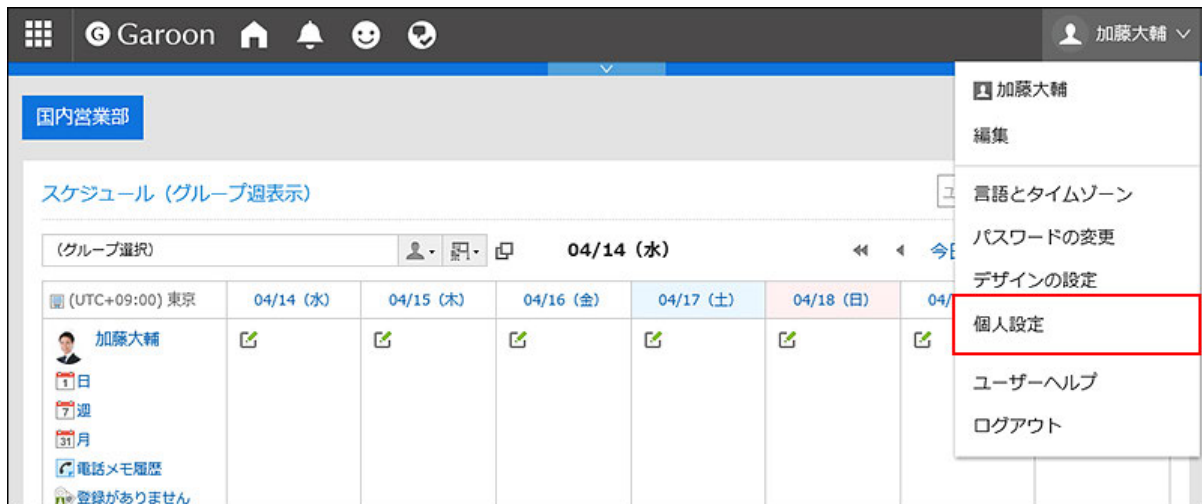 Garoon
加藤大輔
国内営業部
加藤大輔
編集
言語とタイムゾーン
パスワードの変更
デザインの設定
個人設定
ユーザーヘルプ
ログアウト
スケジュール（グループ週表示）
（グループ選択）
04/14（水）
今日
(UTC+09:00) 東京
04/14（水）
04/15（木）
04/16（金）
04/17（土）
04/18（日）
04/
加藤大輔
1 日
7 週
31 月
電話メモ履歴
登録がありません